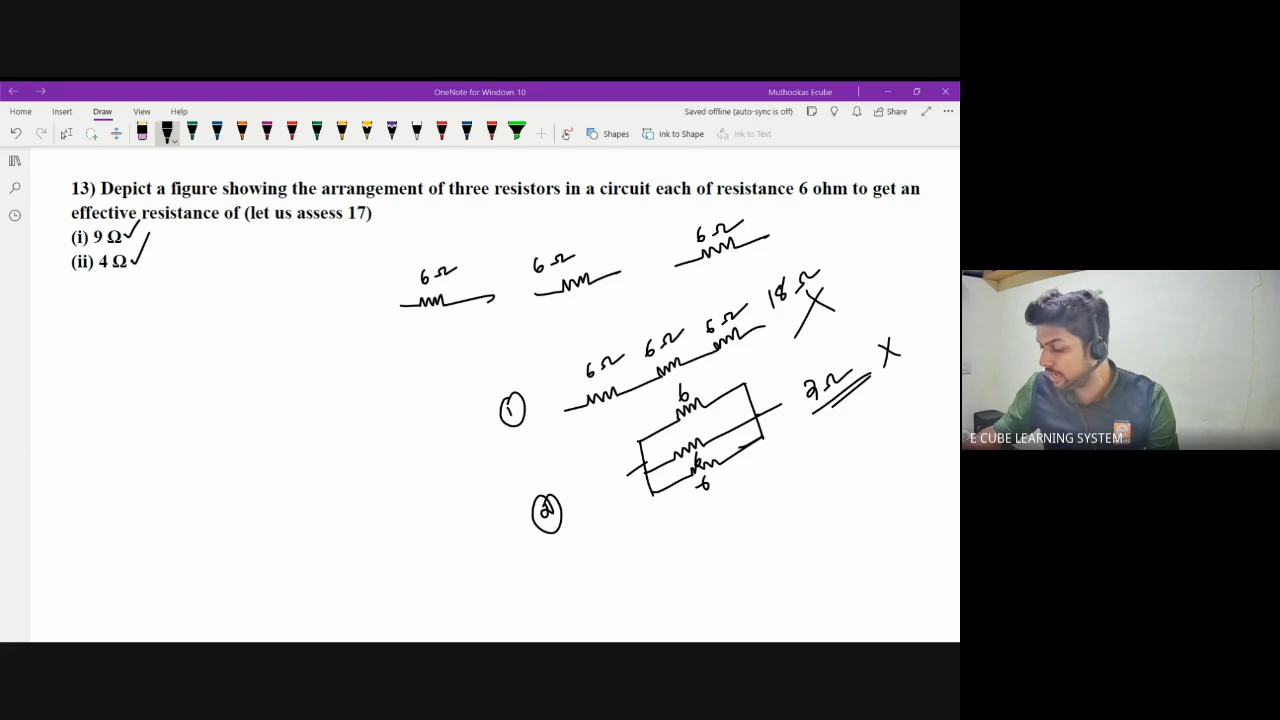 OneNote for Windows 10
Muthookas Ecube
Home Insert Draw View Help
Saved offline (auto-sync is off)
Share
Shapes
Ink to Shape
Ink to Text
13) Depict a figure showing the arrangement of three resistors in a circuit each of resistance 6 ohm to get an
effective resistance of (let us assess 17)
(i) 9 Ω ✓
(ii) 4 Ω ✓
6 Ω 6 Ω 6 Ω
6 Ω 6 Ω 6 Ω 18 Ω X
1
6
6
6
2 Ω X
2
E CUBE LEARNING SYSTEM